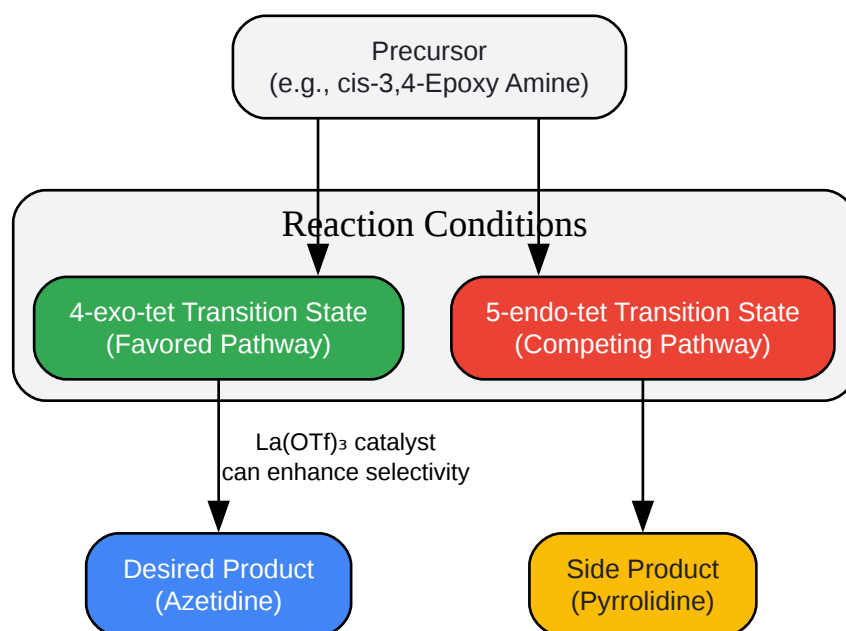 Precursor
(e.g., cis-3,4-Epoxy Amine)
Reaction Conditions
4-exo-tet Transition State
(Favored Pathway)
5-endo-tet Transition State
(Competing Pathway)
La(OTf)₃ catalyst
can enhance selectivity
Desired Product
(Azetidine)
Side Product
(Pyrrolidine)